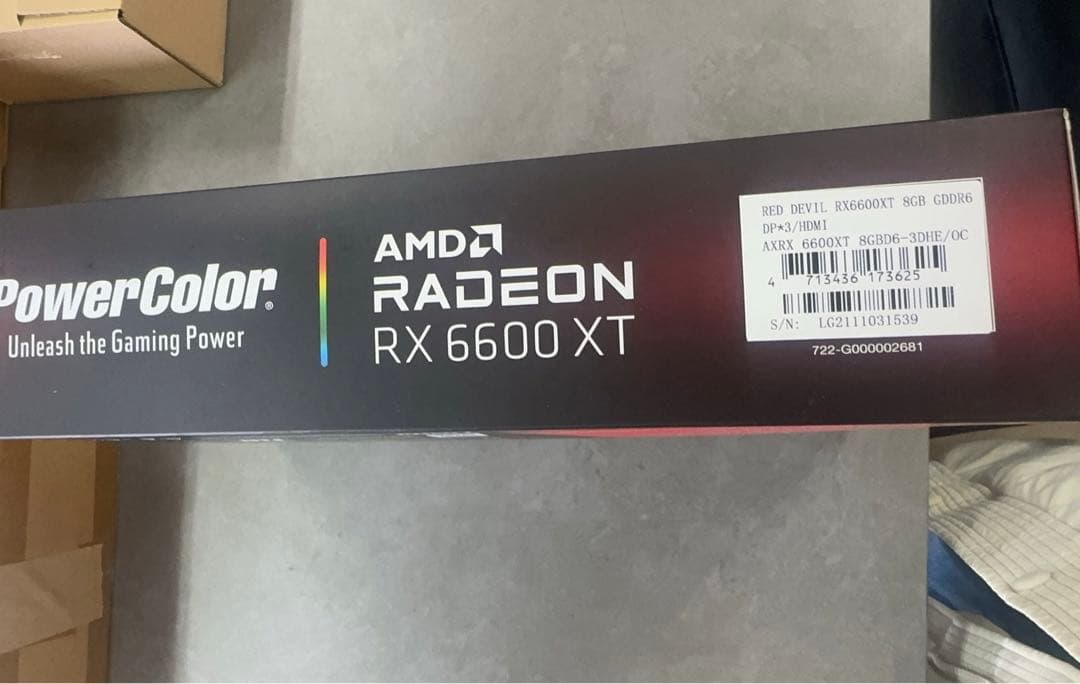 PowerColor®
Unleash the Gaming Power
AMD
RADEON
RX 6600 XT
RED DEVIL RX6600XT 8GB GDDR6
DP*3/HDMI
AXRX 6600XT 8GBD6-3DHE/OC
4 713436 173625
S/N: LG2111031539
722-G000002681